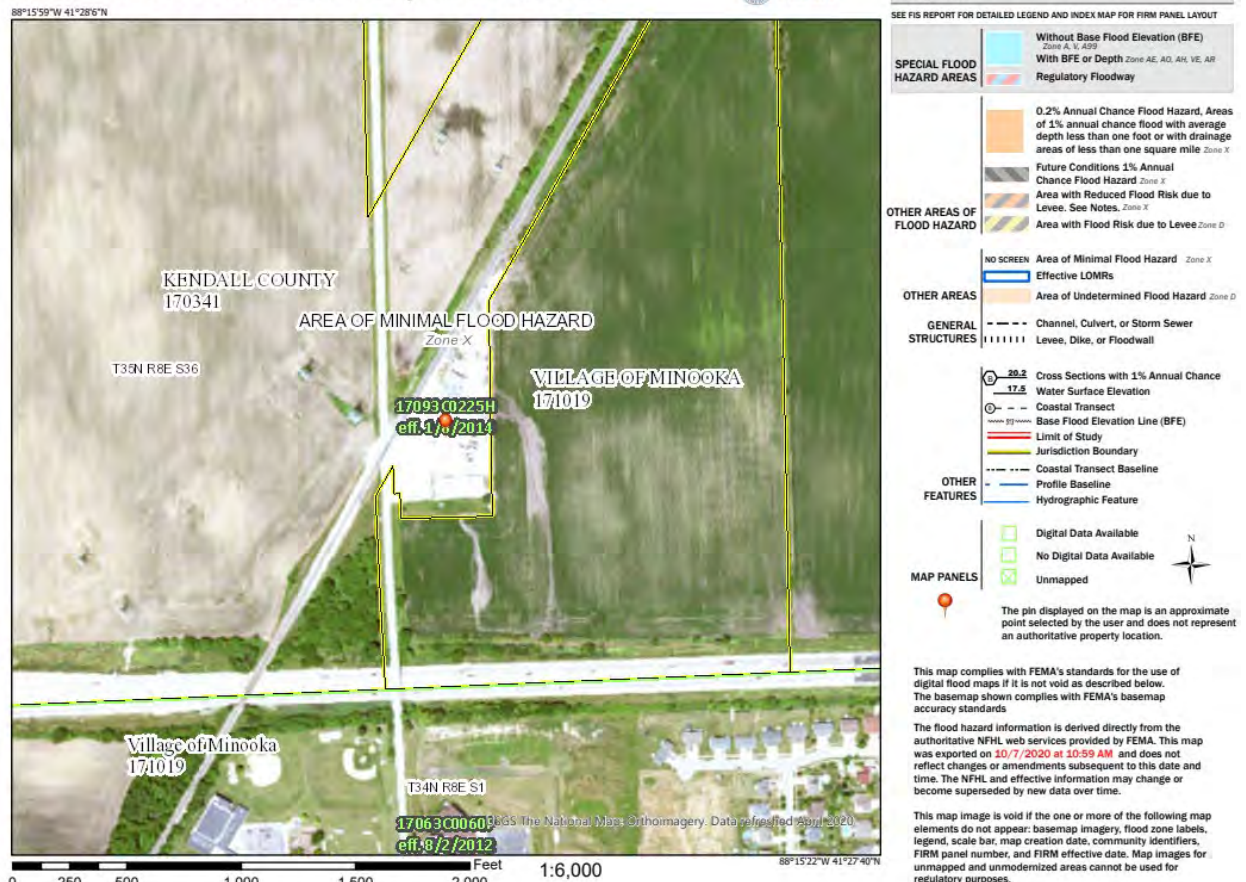 88°15'59"W 41°28'6"N
KENDALL COUNTY
170341
AREA OF MINIMAL FLOOD HAZARD
Zone X
T35N R8E S36
VILLAGE OF MINOOKA
171019
17093C0225H
eff. 1/8/2014
Village of Minooka
171019
T34N R8E S1
17063C0060
eff. 8/2/2012
USGS The National Map: Orthoimagery. Data refreshed April 2020
88°15'22"W 41°27'40"N
Feet
1:6,000
0 250 500 1,000 1,500 2,000
SEE FIS REPORT FOR DETAILED LEGEND AND INDEX MAP FOR FIRM PANEL LAYOUT
SPECIAL FLOOD
HAZARD AREAS
Without Base Flood Elevation (BFE)
Zone A, V, A99
With BFE or Depth Zone AE, AO, AH, VE, AR
Regulatory Floodway
0.2% Annual Chance Flood Hazard, Areas
of 1% annual chance flood with average
depth less than one foot or with drainage
areas of less than one square mile Zone X
Future Conditions 1% Annual
Chance Flood Hazard Zone X
Area with Reduced Flood Risk due to
Levee. See Notes. Zone X
Area with Flood Risk due to Levee Zone D
OTHER AREAS OF
FLOOD HAZARD
NO SCREEN Area of Minimal Flood Hazard Zone X
Effective LOMRs
Area of Undetermined Flood Hazard Zone D
OTHER AREAS
GENERAL
STRUCTURES
Channel, Culvert, or Storm Sewer
Levee, Dike, or Floodwall
B 20.2 Cross Sections with 1% Annual Chance
17.5 Water Surface Elevation
Coastal Transect
Base Flood Elevation Line (BFE)
Limit of Study
Jurisdiction Boundary
Coastal Transect Baseline
Profile Baseline
Hydrographic Feature
OTHER
FEATURES
Digital Data Available
No Digital Data Available
Unmapped
MAP PANELS
N
The pin displayed on the map is an approximate
point selected by the user and does not represent
an authoritative property location.
This map complies with FEMA's standards for the use of
digital flood maps if it is not void as described below.
The basemap shown complies with FEMA's basemap
accuracy standards
The flood hazard information is derived directly from the
authoritative NFHL web services provided by FEMA. This map
was exported on 10/7/2020 at 10:59 AM and does not
reflect changes or amendments subsequent to this date and
time. The NFHL and effective information may change or
become superseded by new data over time.
This map image is void if the one or more of the following map
elements do not appear: basemap imagery, flood zone labels,
legend, scale bar, map creation date, community identifiers,
FIRM panel number, and FIRM effective date. Map images for
unmapped and unmodernized areas cannot be used for
regulatory purposes.